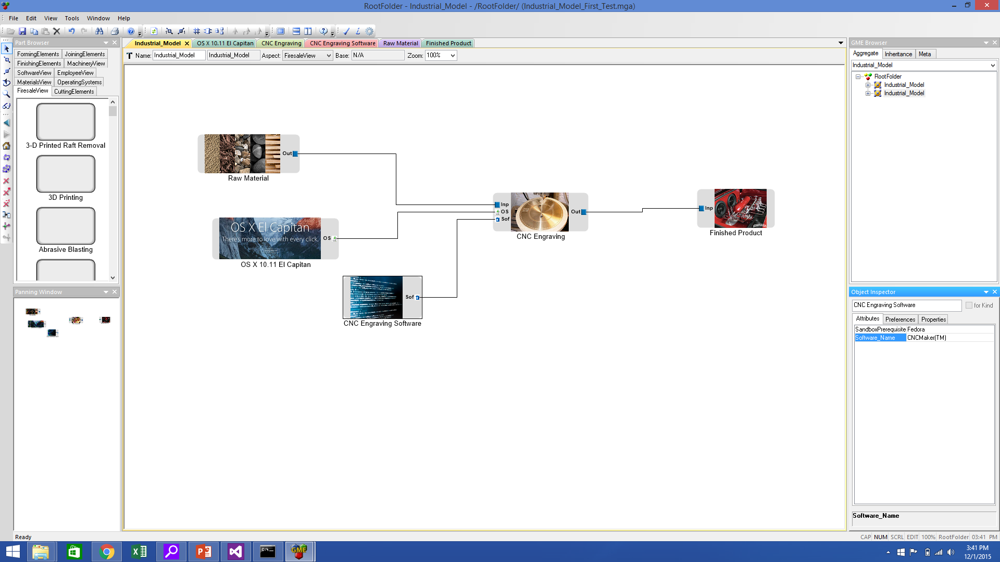 RootFolder - Industrial_Model - /RootFolder/ (Industrial_Model_First_Test.mga)
File Edit View Tools Window Help
Part Browser
FormingElements JoiningElements
FinishingElements MachineryView
SoftwareView EmployeeView
MaterialsView OperatingSystems
FiresaleView CuttingElements
3-D Printed Raft Removal
3D Printing
Abrasive Blasting
Panning Window
Industrial_Model OS X 10.11 El Capitan CNC Engraving CNC Engraving Software Raw Material Finished Product
Name: Industrial_Model Industrial_Model Aspect: FiresaleView Base: N/A Zoom: 100%
Out
Raw Material
OS X El Capitan
There's more to love with every click.
OS
OS X 10.11 El Capitan
Sof
CNC Engraving Software
Inp
OS
Sof
Out
CNC Engraving
Inp
Finished Product
GME Browser
Aggregate Inheritance Meta
Industrial_Model
RootFolder
Industrial_Model
Industrial_Model
Object Inspector
CNC Engraving Software for Kind
Attributes Preferences Properties
SandboxPrerequisite Fedora
Software_Name CNCMaker(TM)
Software_Name
Ready
CAP NUM SCRL EDIT 100% RootFolder 03:41 PM
GME
3:41 PM
12/1/2015